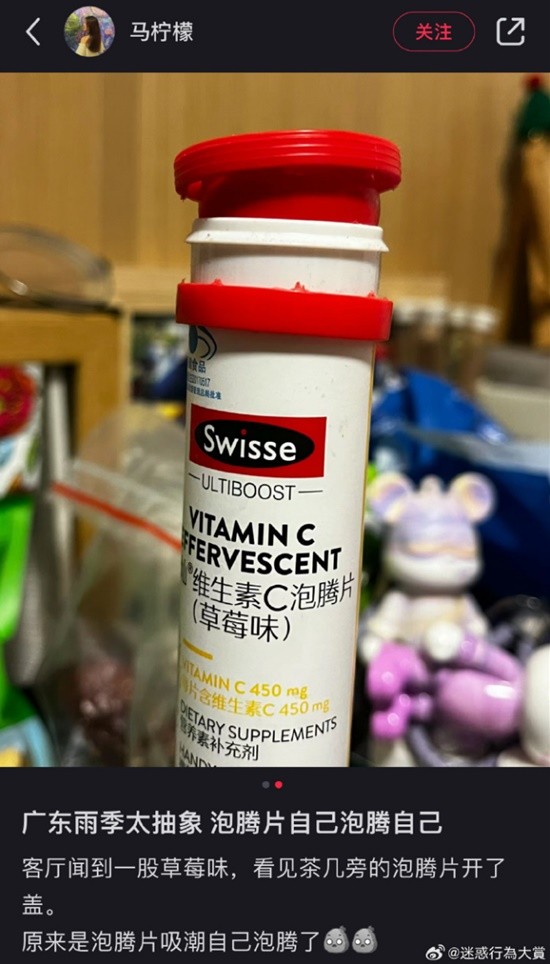 马柠檬
关注
食品
Swisse
ULTIBOOST
VITAMIN C
FFERVESCENT
®维生素C泡腾片
(草莓味)
VITAMIN C 450 mg
片含维生素C 450 mg
DIETARY SUPPLEMENTS
营养素补充剂
广东雨季太抽象 泡腾片自己泡腾自己
客厅闻到一股草莓味，看见茶几旁的泡腾片开了
盖。
原来是泡腾片吸潮自己泡腾了
@迷惑行為大賞